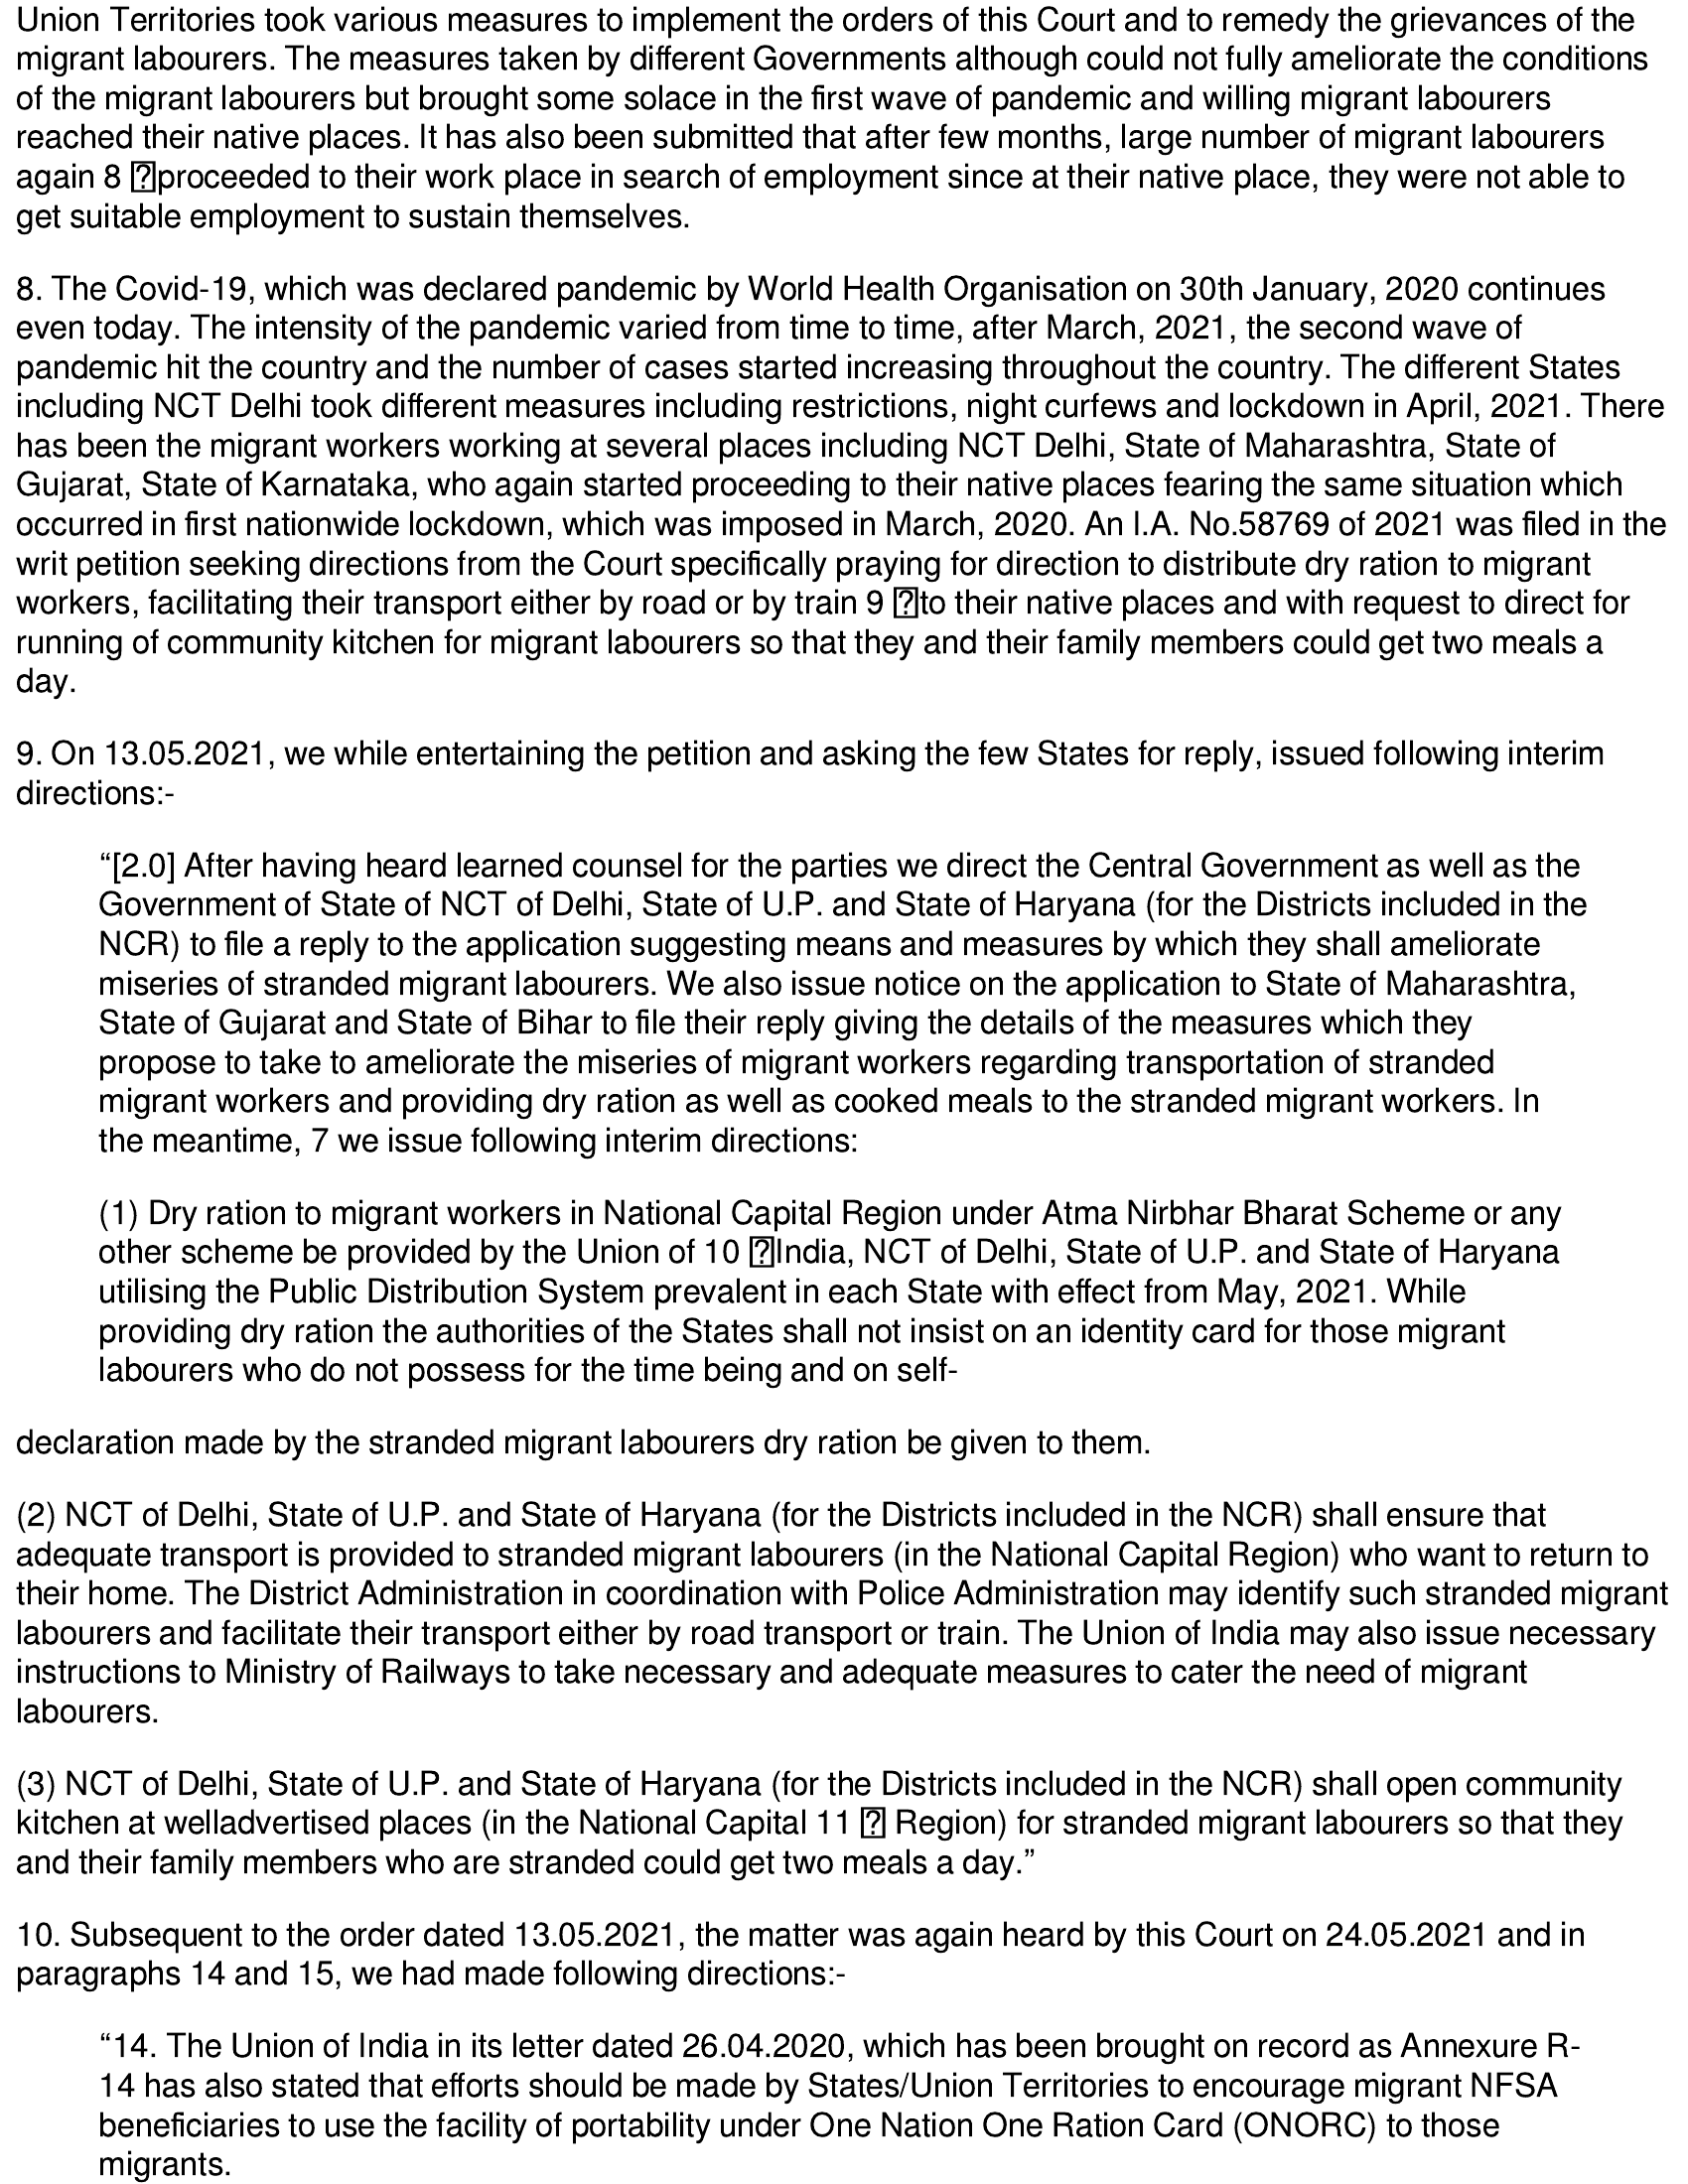 Union Territories took various measures to implement the orders of this Court and to remedy the grievances of the
migrant labourers. The measures taken by different Governments although could not fully ameliorate the conditions
of the migrant labourers but brought some solace in the first wave of pandemic and willing migrant labourers
reached their native places. It has also been submitted that after few months, large number of migrant labourers
again 8 �proceeded to their work place in search of employment since at their native place, they were not able to
get suitable employment to sustain themselves.
8. The Covid-19, which was declared pandemic by World Health Organisation on 30th January, 2020 continues
even today. The intensity of the pandemic varied from time to time, after March, 2021, the second wave of
pandemic hit the country and the number of cases started increasing throughout the country. The different States
including NCT Delhi took different measures including restrictions, night curfews and lockdown in April, 2021. There
has been the migrant workers working at several places including NCT Delhi, State of Maharashtra, State of
Gujarat, State of Karnataka, who again started proceeding to their native places fearing the same situation which
occurred in first nationwide lockdown, which was imposed in March, 2020. An I.A. No.58769 of 2021 was filed in the
writ petition seeking directions from the Court specifically praying for direction to distribute dry ration to migrant
workers, facilitating their transport either by road or by train 9 �to their native places and with request to direct for
running of community kitchen for migrant labourers so that they and their family members could get two meals a
day.
9. On 13.05.2021, we while entertaining the petition and asking the few States for reply, issued following interim
directions:-
“[2.0] After having heard learned counsel for the parties we direct the Central Government as well as the
Government of State of NCT of Delhi, State of U.P. and State of Haryana (for the Districts included in the
NCR) to file a reply to the application suggesting means and measures by which they shall ameliorate
miseries of stranded migrant labourers. We also issue notice on the application to State of Maharashtra,
State of Gujarat and State of Bihar to file their reply giving the details of the measures which they
propose to take to ameliorate the miseries of migrant workers regarding transportation of stranded
migrant workers and providing dry ration as well as cooked meals to the stranded migrant workers. In
the meantime, 7 we issue following interim directions:
(1) Dry ration to migrant workers in National Capital Region under Atma Nirbhar Bharat Scheme or any
other scheme be provided by the Union of 10 �India, NCT of Delhi, State of U.P. and State of Haryana
utilising the Public Distribution System prevalent in each State with effect from May, 2021. While
providing dry ration the authorities of the States shall not insist on an identity card for those migrant
labourers who do not possess for the time being and on self-
declaration made by the stranded migrant labourers dry ration be given to them.
(2) NCT of Delhi, State of U.P. and State of Haryana (for the Districts included in the NCR) shall ensure that
adequate transport is provided to stranded migrant labourers (in the National Capital Region) who want to return to
their home. The District Administration in coordination with Police Administration may identify such stranded migrant
labourers and facilitate their transport either by road transport or train. The Union of India may also issue necessary
instructions to Ministry of Railways to take necessary and adequate measures to cater the need of migrant
labourers.
(3) NCT of Delhi, State of U.P. and State of Haryana (for the Districts included in the NCR) shall open community
kitchen at welladvertised places (in the National Capital 11 � Region) for stranded migrant labourers so that they
and their family members who are stranded could get two meals a day.”
10. Subsequent to the order dated 13.05.2021, the matter was again heard by this Court on 24.05.2021 and in
paragraphs 14 and 15, we had made following directions:-
“14. The Union of India in its letter dated 26.04.2020, which has been brought on record as Annexure R-
14 has also stated that efforts should be made by States/Union Territories to encourage migrant NFSA
beneficiaries to use the facility of portability under One Nation One Ration Card (ONORC) to those
migrants.